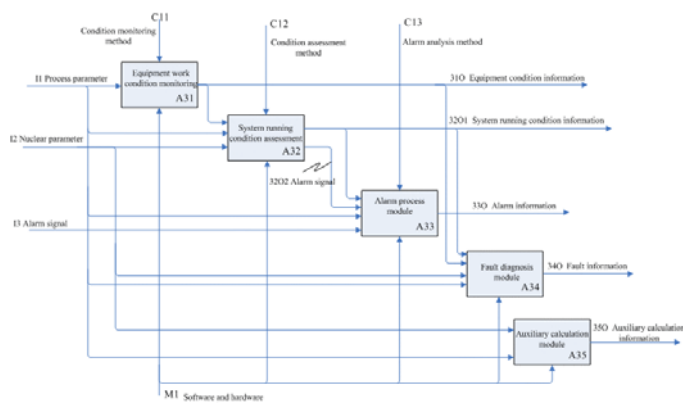 C11
Condition monitoring
method
C12
Condition assessment
method
C13
Alarm analysis method
I1 Process parameter
Equipment work
condition monitoring
A31
31O Equipment condition information
I2 Nuclear parameter
System running
condition assessment
A32
32O1 System running condition information
32O2 Alarm signal
I3 Alarm signal
Alarm process
module
A33
33O Alarm information
Fault diagnosis
module
A34
34O Fault information
Auxiliary calculation
module
A35
35O Auxiliary calculation
information
M1 Software and hardware